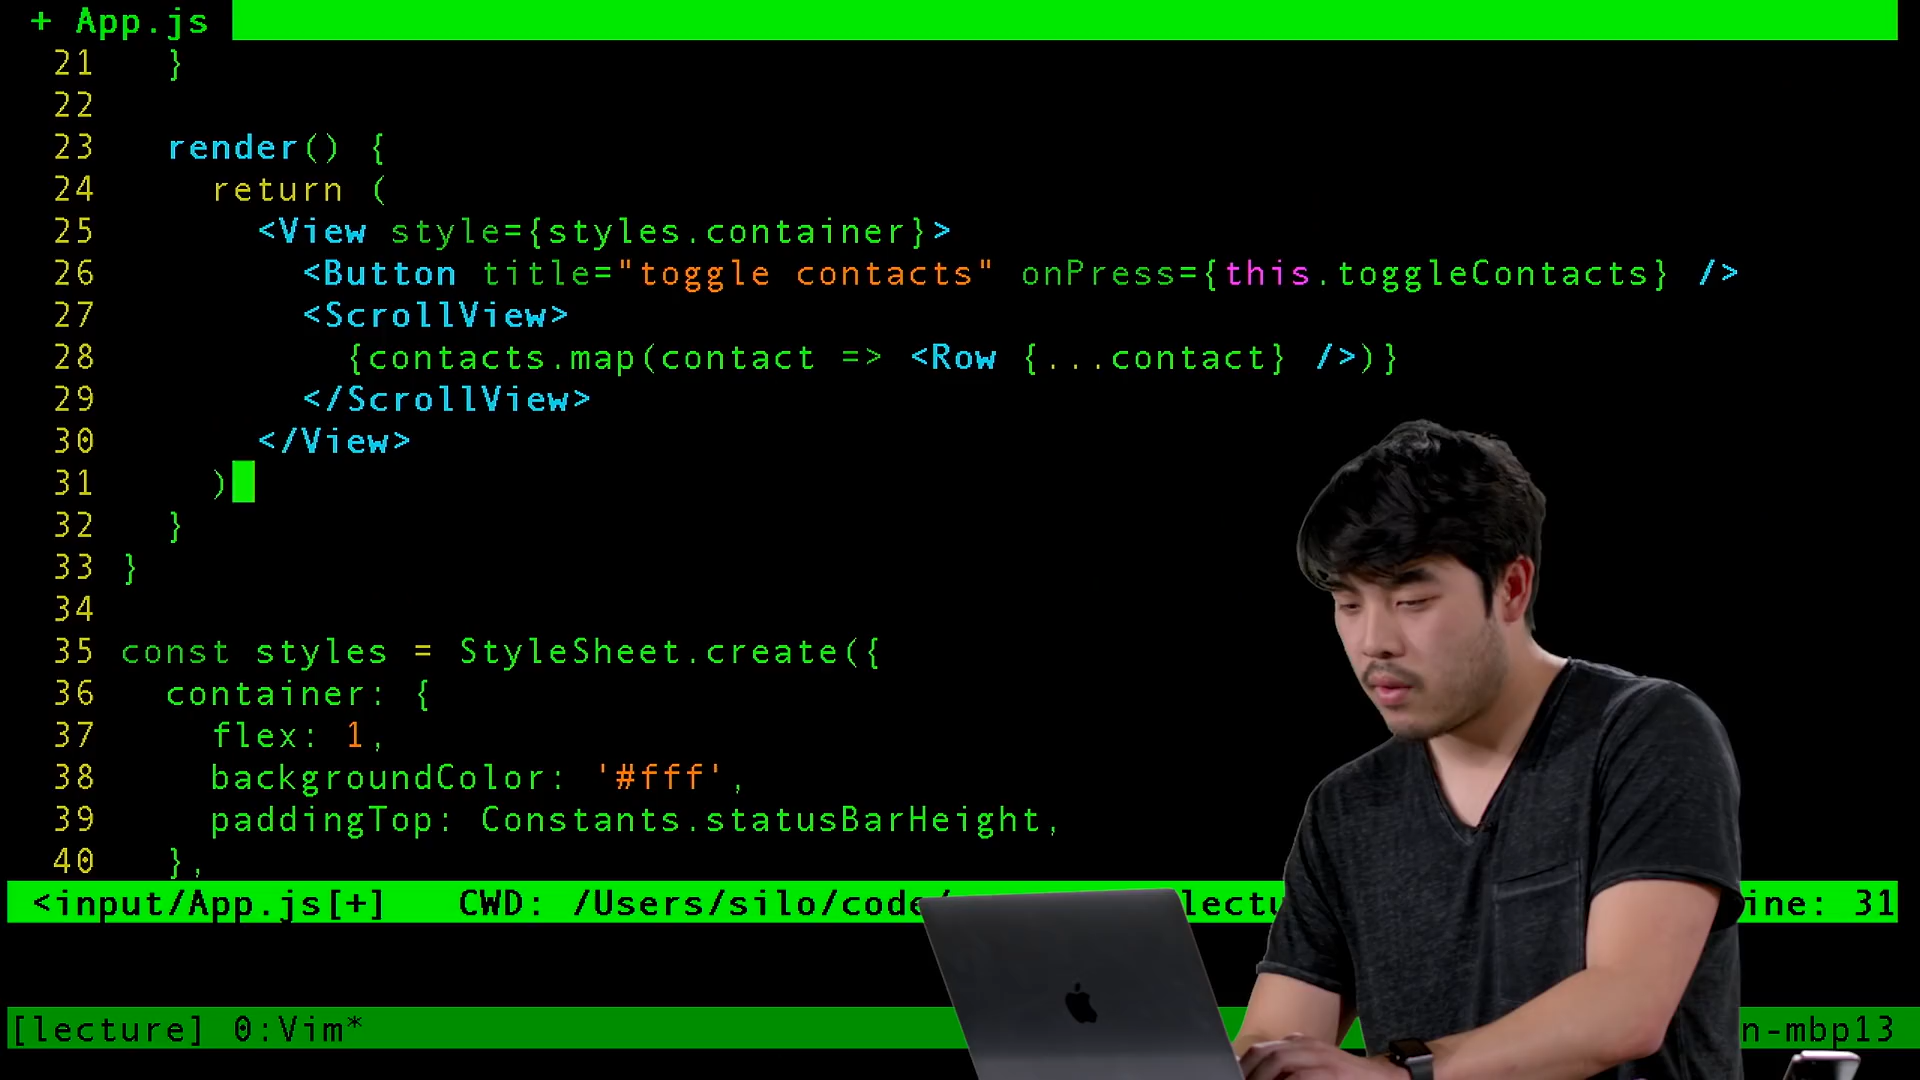 + App.js
21 }
22
23 render() {
24 return (
25 <View style={styles.container}>
26 <Button title="toggle contacts" onPress={this.toggleContacts} />
27 <ScrollView>
28 {contacts.map(contact => <Row {...contact} />)}
29 </ScrollView>
30 </View>
31 )
32 }
33 }
34
35 const styles = StyleSheet.create({
36 container: {
37 flex: 1,
38 backgroundColor: '#fff',
39 paddingTop: Constants.statusBarHeight,
40 },
<input/App.js[+] CWD: /Users/silo/code/ lectu ine: 31
[lecture] 0:Vim* n-mbp13